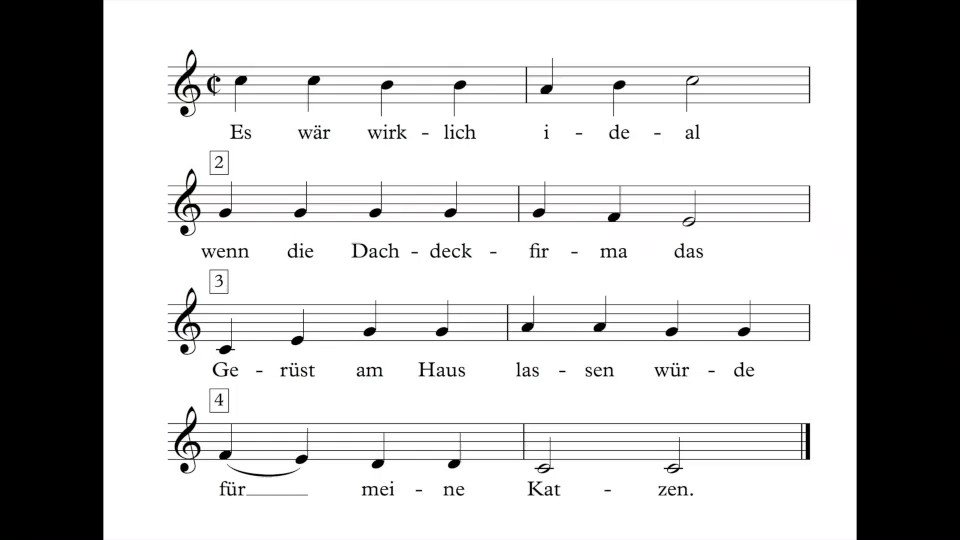 Es wär wirk - lich i - de - al
2
wenn die Dach - deck - fir - ma das
3
Ge - rüst am Haus las - sen wür - de
4
für meine - ne Kat - zen.